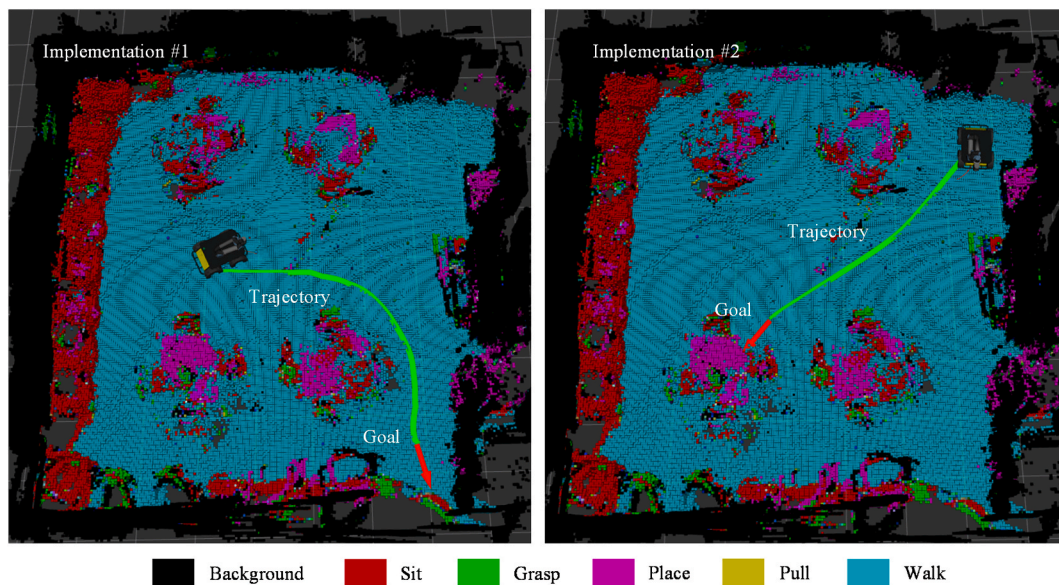 Implementation #1
Trajectory
Goal
Implementation #2
Trajectory
Goal
Background Sit Grasp Place Pull Walk